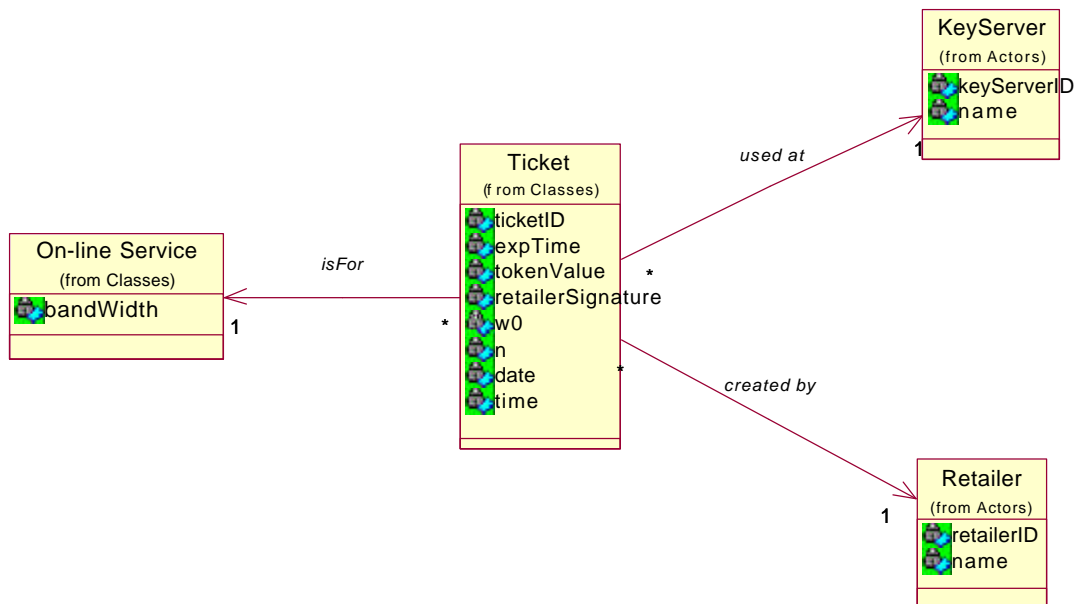 KeyServer
(from Actors)
keyServerID
name
1
used at
*
Ticket
(f rom Classes)
ticketID
expTime
tokenValue
retailerSignature
w0
n
date
time
On-line Service
(from Classes)
bandWidth
isFor
1
*
*
created by
1
Retailer
(from Actors)
retailerID
name